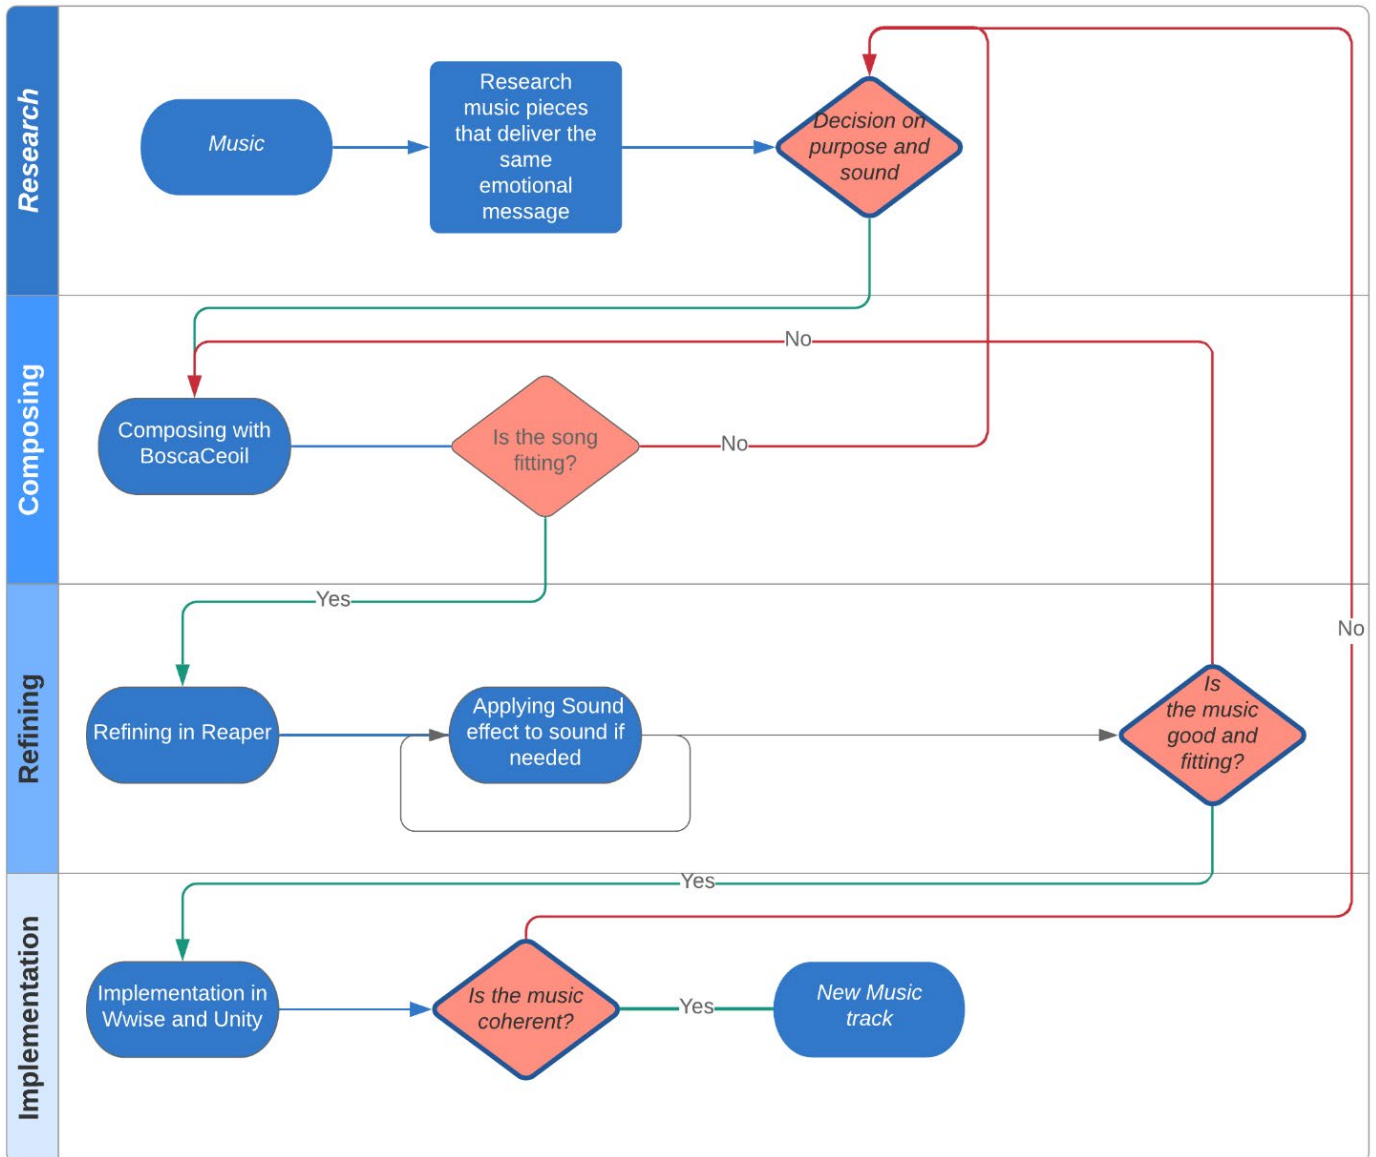 Research
Music
Research
music pieces
that deliver the
same
emotional
message
Decision on
purpose and
sound
Composing
No
Composing with
BoscaCeoil
Is the song
fitting?
No
Refining
Yes
No
Refining in Reaper
Applying Sound
effect to sound if
needed
Is
the music
good and
fitting?
Implementation
Yes
Implementation in
Wwise and Unity
Is the music
coherent?
Yes
New Music
track